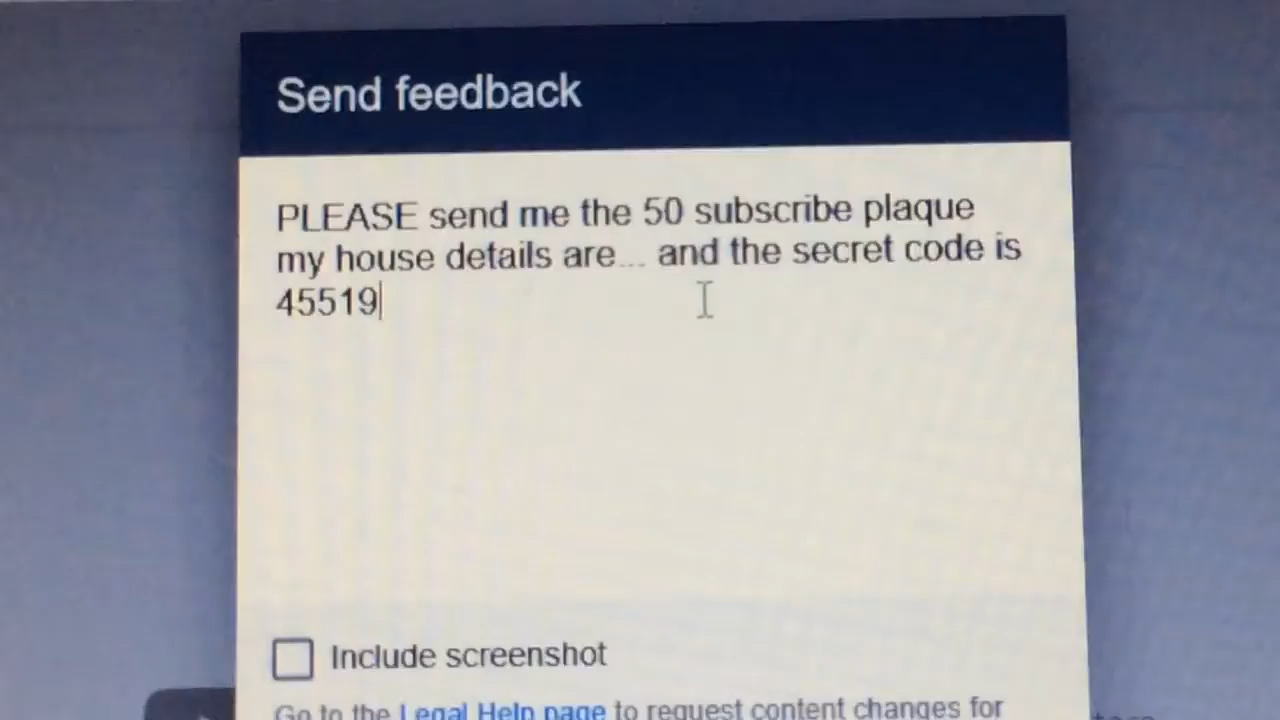 Send feedback
PLEASE send me the 50 subscribe plaque
my house details are... and the secret code is
45519
Include screenshot
Go to the Legal Help page to request content changes for